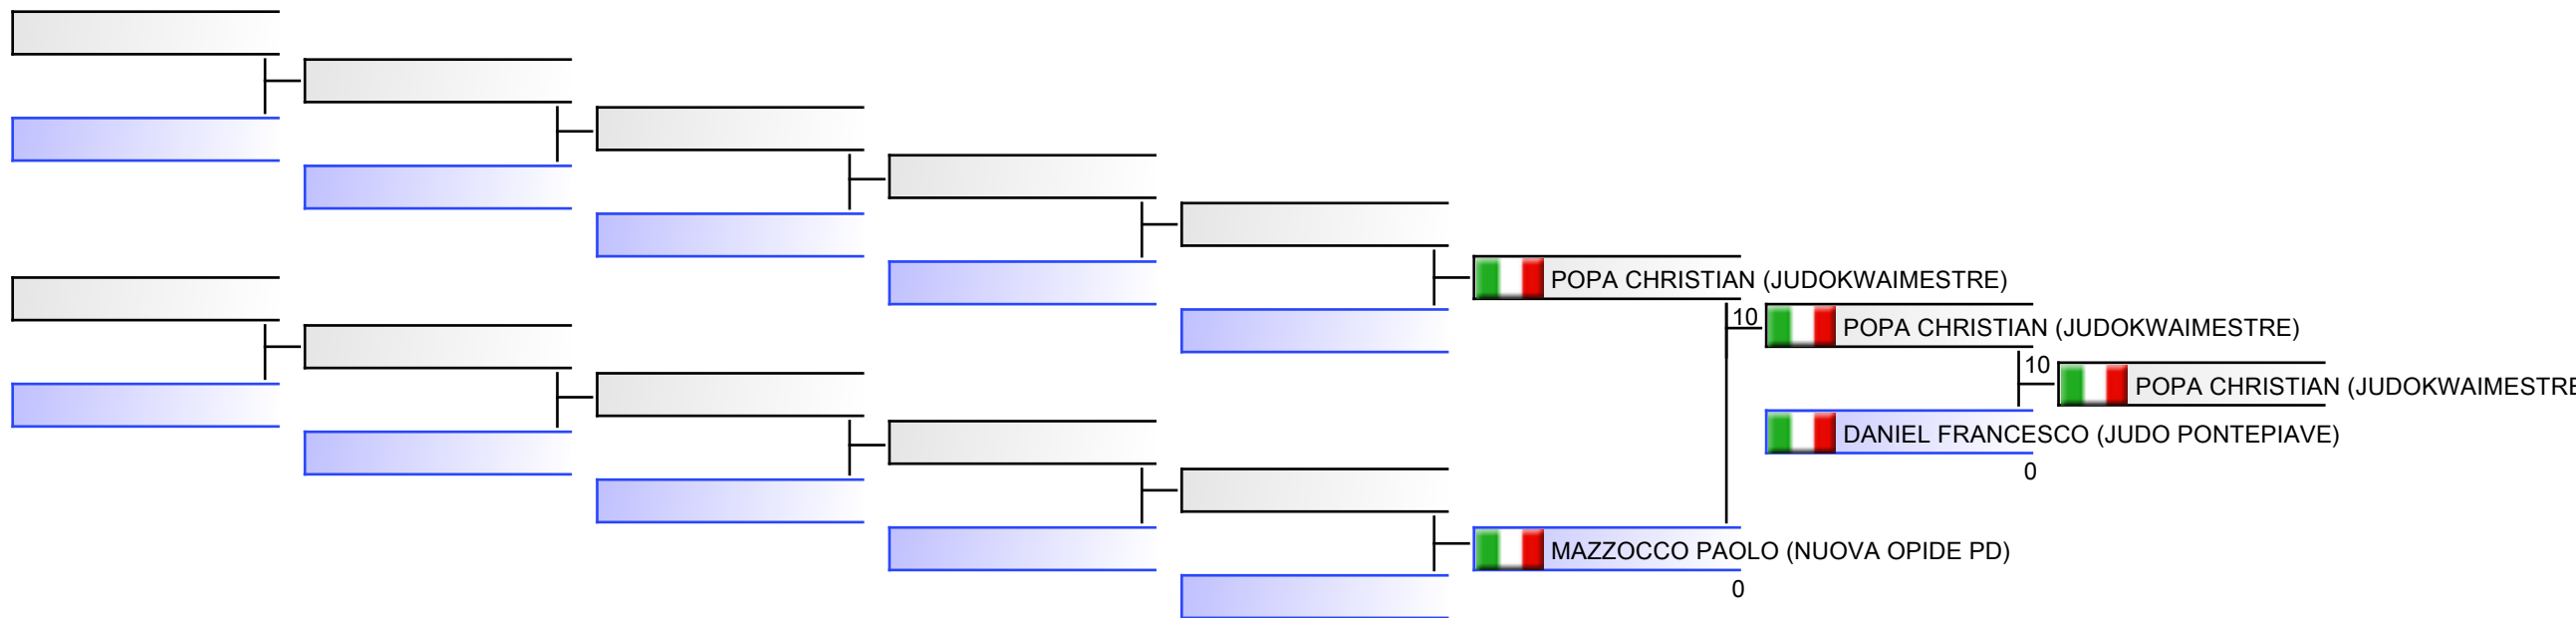 POPA CHRISTIAN (JUDOKWAIMESTRE)
10
POPA CHRISTIAN (JUDOKWAIMESTRE)
10
POPA CHRISTIAN (JUDOKWAIMESTRE
DANIEL FRANCESCO (JUDO PONTEPIAVE)
0
MAZZOCCO PAOLO (NUOVA OPIDE PD)
0